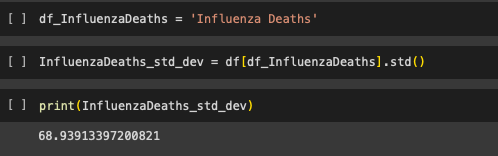 [ ] df_InfluenzaDeaths = 'Influenza Deaths'
[ ] InfluenzaDeaths_std_dev = df[df_InfluenzaDeaths].std()
[ ] print(InfluenzaDeaths_std_dev)
68.93913397200821